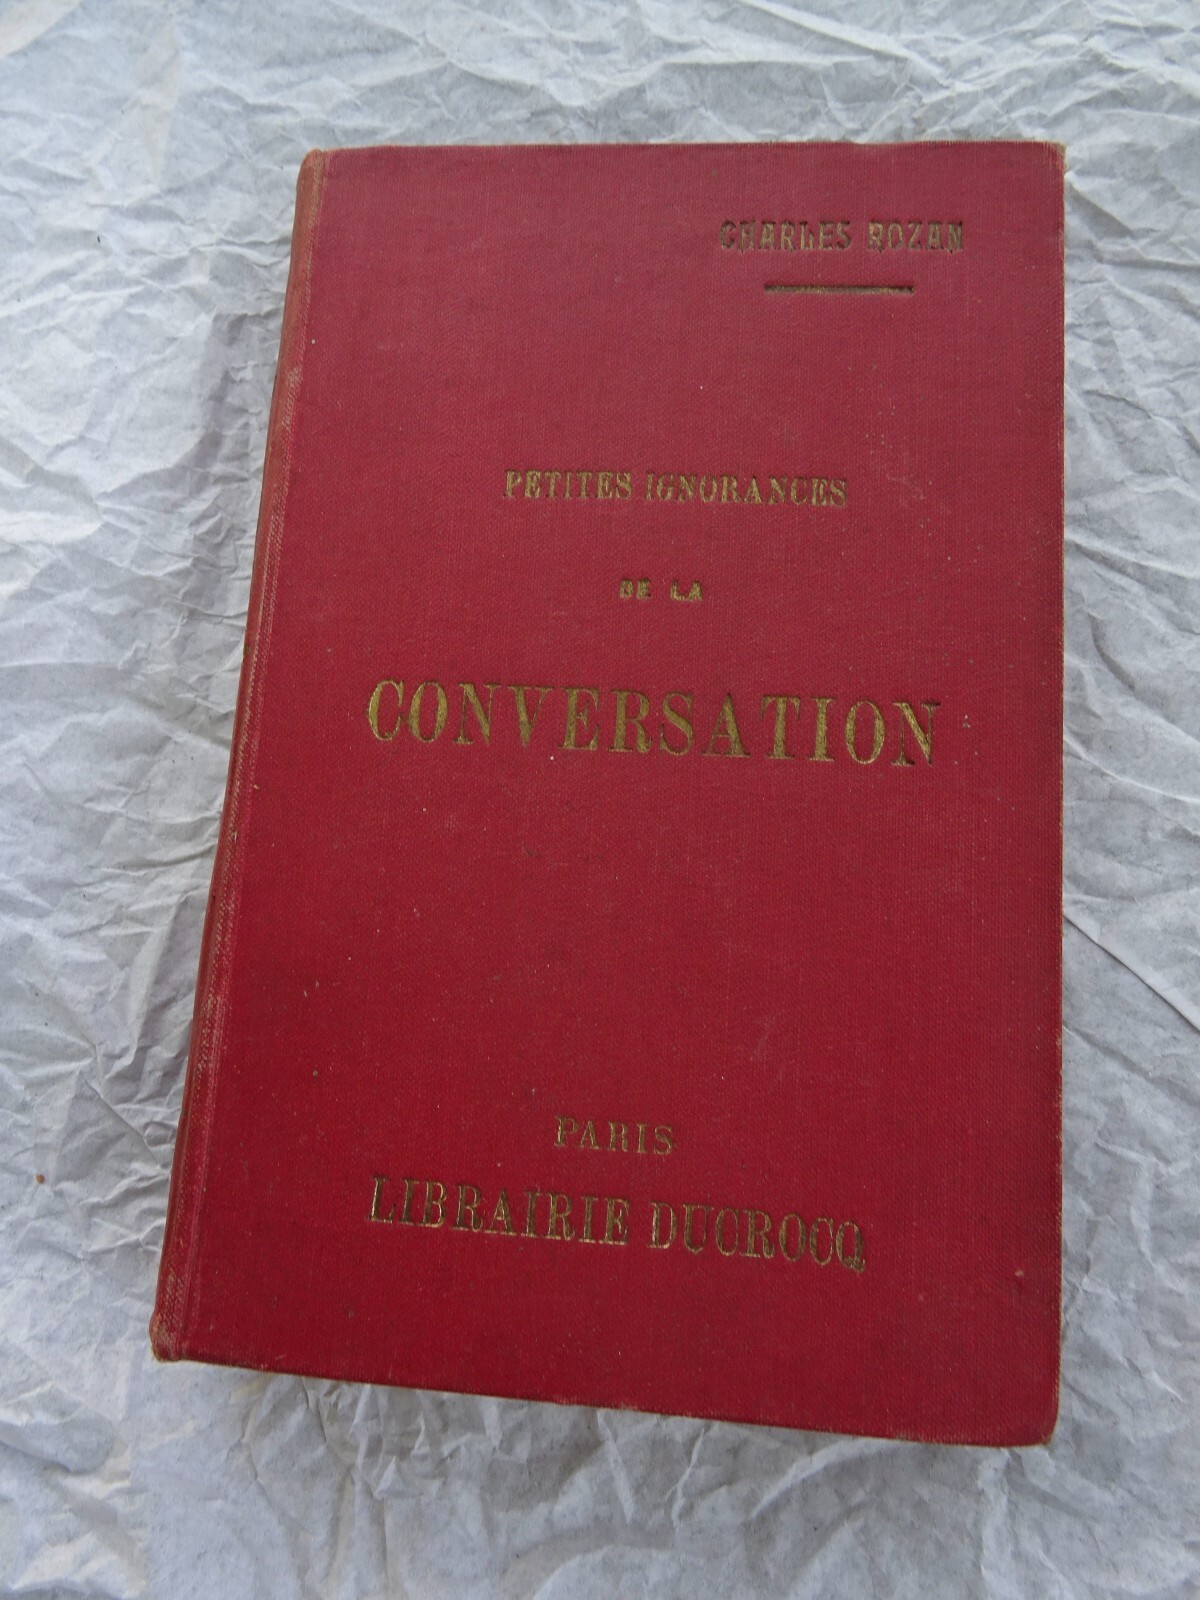 CHARLES ROZAN
PETITES IGNORANCES
DE LA
CONVERSATION
PARIS
LIBRAIRIE DUCROCQ